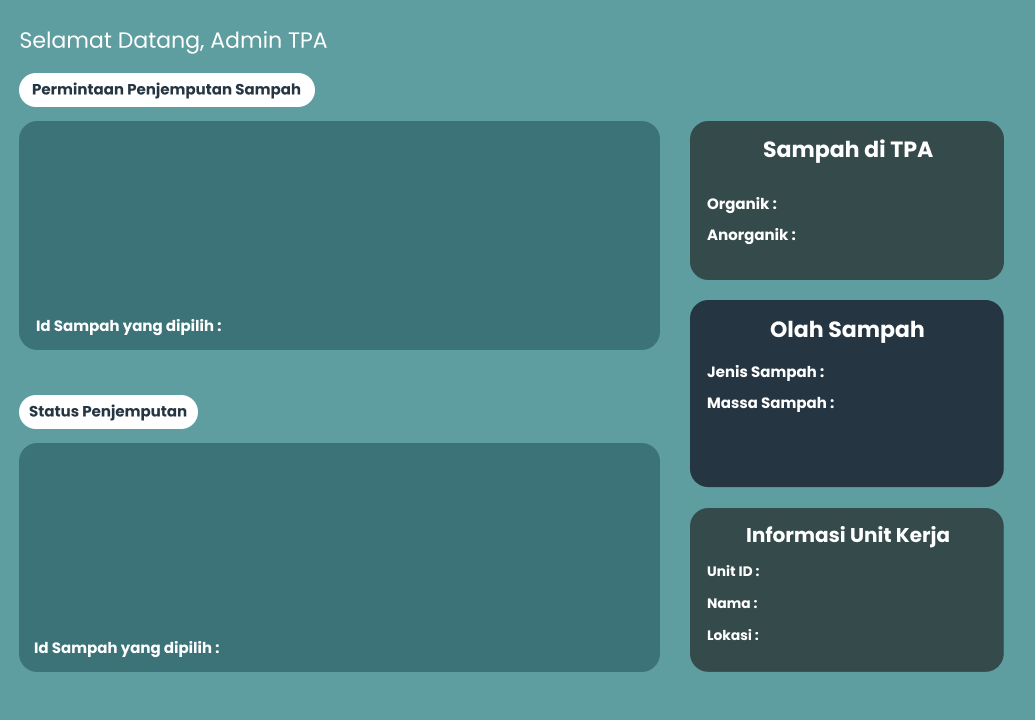 Selamat Datang, Admin TPA
Permintaan Penjemputan Sampah
Id Sampah yang dipilih :
Status Penjemputan
Id Sampah yang dipilih :
Sampah di TPA
Organik :
Anorganik :
Olah Sampah
Jenis Sampah :
Massa Sampah :
Informasi Unit Kerja
Unit ID :
Nama :
Lokasi :